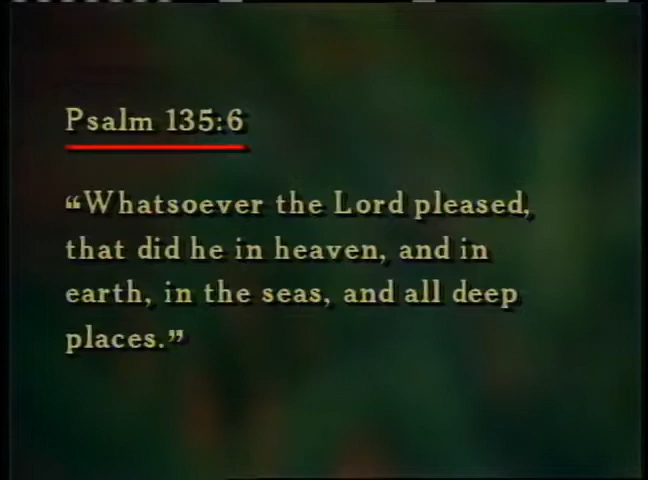 Psalm 135:6
“Whatsoever the Lord pleased,
that did he in heaven, and in
earth, in the seas, and all deep
places.”